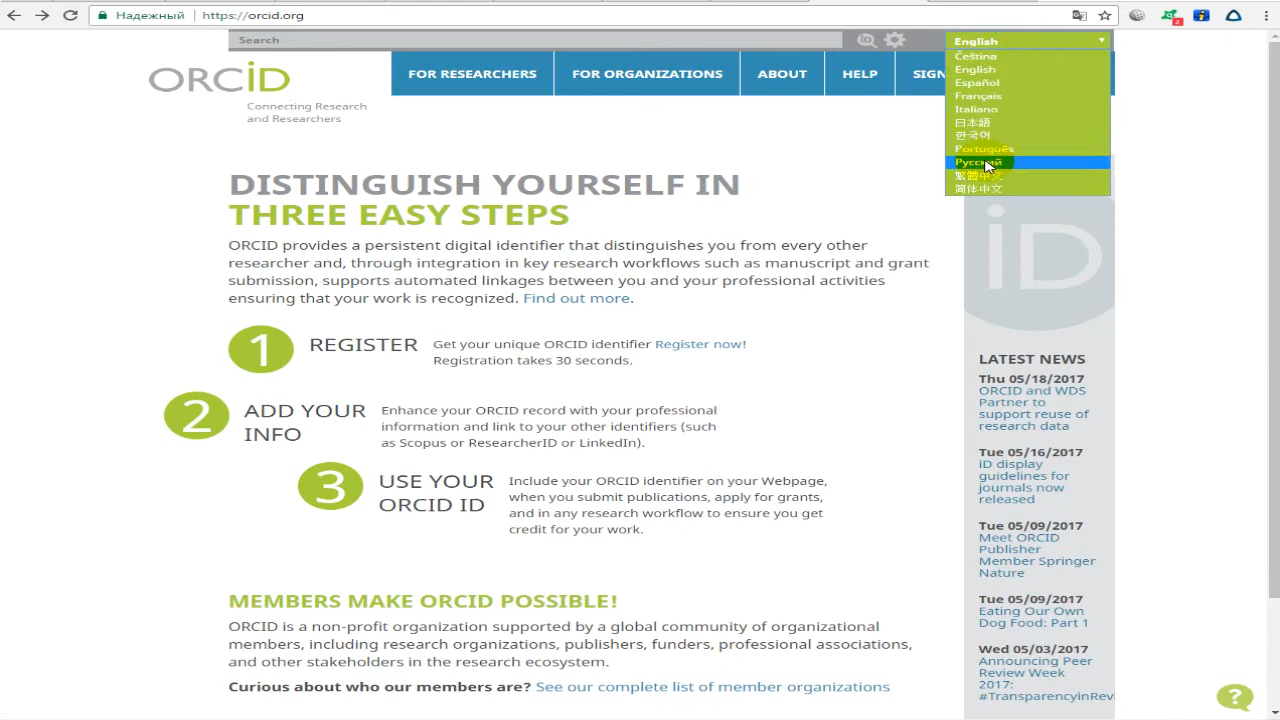 Надежный
https://orcid.org
Search
English
Čeština
English
Español
Français
Italiano
日本語
한국어
Português
Русский
繁體中文
简体中文
ORCID
Connecting Research
and Researchers
FOR RESEARCHERS
FOR ORGANIZATIONS
ABOUT
HELP
SIGN
DISTINGUISH YOURSELF IN
THREE EASY STEPS
ORCID provides a persistent digital identifier that distinguishes you from every other
researcher and, through integration in key research workflows such as manuscript and grant
submission, supports automated linkages between you and your professional activities
ensuring that your work is recognized. Find out more.
1
REGISTER
Get your unique ORCID identifier Register now!
Registration takes 30 seconds.
2
ADD YOUR
INFO
Enhance your ORCID record with your professional
information and link to your other identifiers (such
as Scopus or ResearcherID or LinkedIn).
3
USE YOUR
ORCID ID
Include your ORCID identifier on your Webpage,
when you submit publications, apply for grants,
and in any research workflow to ensure you get
credit for your work.
MEMBERS MAKE ORCID POSSIBLE!
ORCID is a non-profit organization supported by a global community of organizational
members, including research organizations, publishers, funders, professional associations,
and other stakeholders in the research ecosystem.
Curious about who our members are? See our complete list of member organizations
iD
LATEST NEWS
Thu 05/18/2017
ORCID and WDS
Partner to
support reuse of
research data
Tue 05/16/2017
iD display
guidelines for
journals now
released
Tue 05/09/2017
Meet ORCID
Publisher
Member Springer
Nature
Tue 05/09/2017
Eating Our Own
Dog Food: Part 1
Wed 05/03/2017
Announcing Peer
Review Week
2017:
#TransparencyinRevi
?